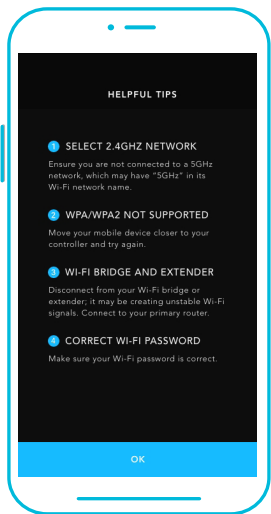 HELPFUL TIPS
1 SELECT 2.4GHZ NETWORK
Ensure you are not connected to a 5GHz
network, which may have "5GHz" in its
Wi-Fi network name.
2 WPA/WPA2 NOT SUPPORTED
Move your mobile device closer to your
controller and try again.
3 WI-FI BRIDGE AND EXTENDER
Disconnect from your Wi-Fi bridge or
extender; it may be creating unstable Wi-Fi
signals. Connect to your primary router.
4 CORRECT WI-FI PASSWORD
Make sure your Wi-Fi password is correct.
OK